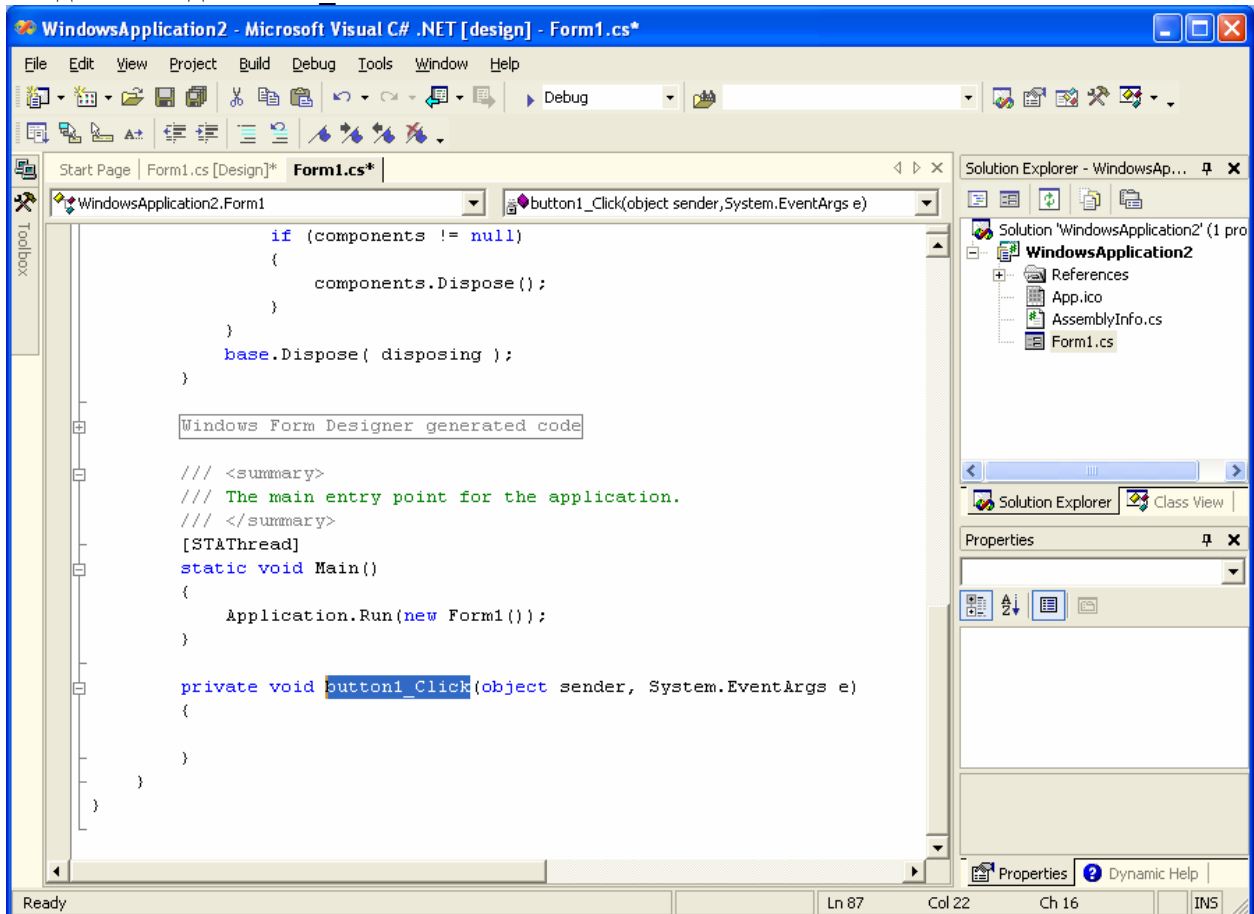 WindowsApplication2 - Microsoft Visual C# .NET [design] - Form1.cs*
File Edit View Project Build Debug Tools Window Help
Debug
Start Page Form1.cs [Design]* Form1.cs*
WindowsApplication2.Form1 button1_Click(object sender,System.EventArgs e)
Toolbox
if (components != null)
{
components.Dispose();
}
}
base.Dispose( disposing );
}
Windows Form Designer generated code
/// <summary>
/// The main entry point for the application.
/// </summary>
[STAThread]
static void Main()
{
Application.Run(new Form1());
}
private void button1_Click(object sender, System.EventArgs e)
{
}
}
}
Solution Explorer - WindowsAp...
Solution 'WindowsApplication2' (1 pro
WindowsApplication2
References
App.ico
AssemblyInfo.cs
Form1.cs
Solution Explorer Class View
Properties
Properties Dynamic Help
Ready Ln 87 Col 22 Ch 16 INS